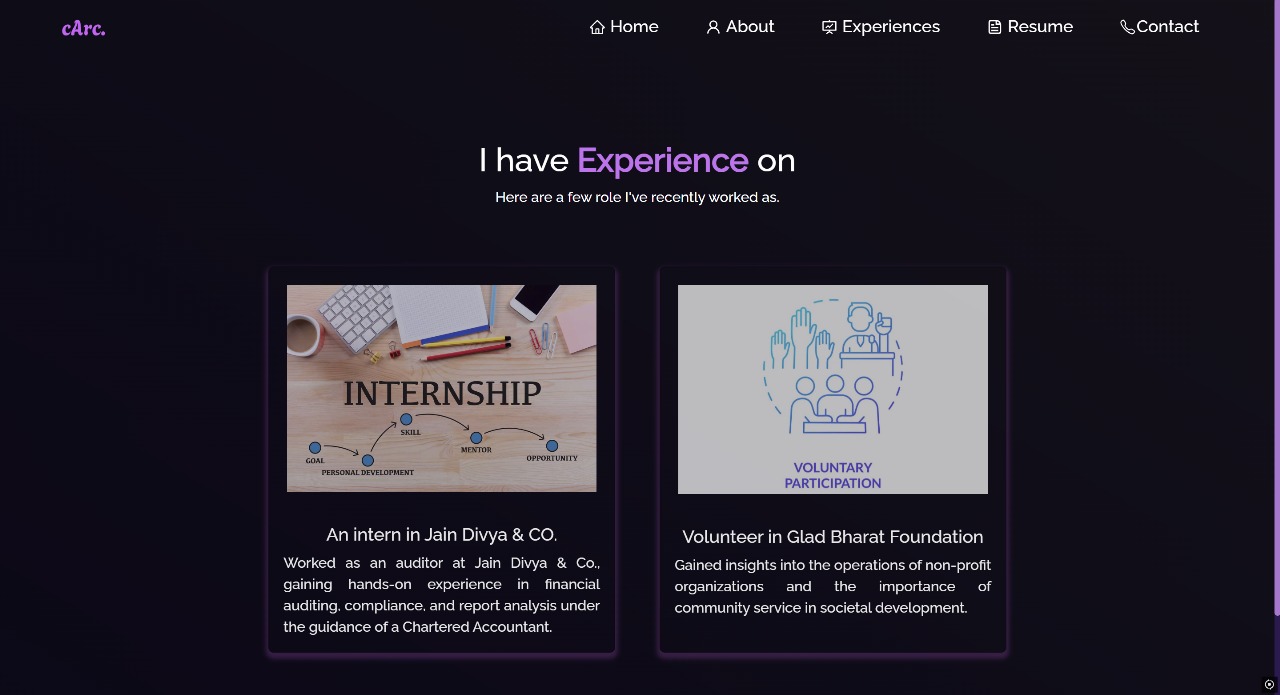 cArc.
Home
About
Experiences
Resume
Contact
I have Experience on
Here are a few role I've recently worked as.
INTERNSHIP
GOAL
PERSONAL DEVELOPMENT
SKILL
MENTOR
OPPORTUNITY
An intern in Jain Divya & CO.
Worked as an auditor at Jain Divya & Co.,
gaining hands-on experience in financial
auditing, compliance, and report analysis under
the guidance of a Chartered Accountant.
VOLUNTARY
PARTICIPATION
Volunteer in Glad Bharat Foundation
Gained insights into the operations of non-profit
organizations and the importance of
community service in societal development.